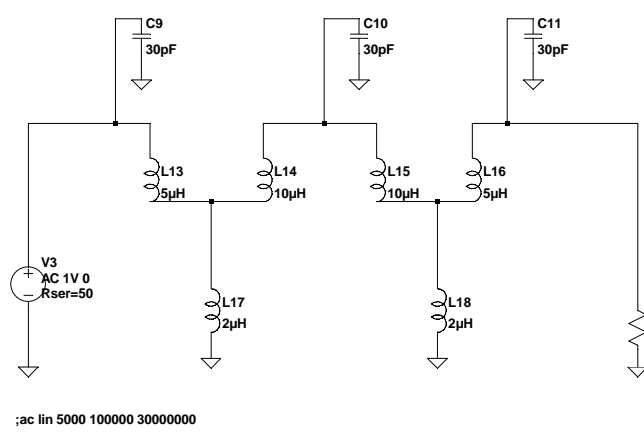 C9
30pF
C10
30pF
C11
30pF
L13
5µH
L14
10µH
L15
10µH
L16
5µH
V3
AC 1V 0
Rser=50
L17
2µH
L18
2µH
;ac lin 5000 100000 30000000